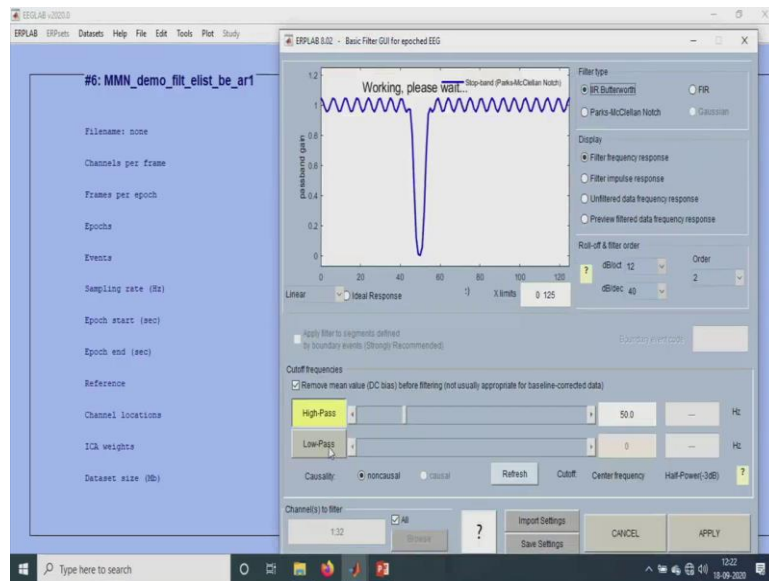 EEGLAB v2020.0
ERPLAB ERPsets Datasets Help File Edit Tools Plot Study
#6: MMN_demo_filt_elist_be_ar1
Filename: none
Channels per frame
Frames per epoch
Epochs
Events
Sampling rate (Hz)
Epoch start (sec)
Epoch end (sec)
Reference
Channel locations
ICA weights
Dataset size (Mb)
ERPLAB 8.02 - Basic Filter GUI for epoched EEG
Working, please wait...
Stop-band (Parks-McClellan Notch)
passband gain
1.2
1
0.8
0.6
0.4
0.2
0
0 20 40 60 80 100 120
Linear
Ideal Response
:)
X limits
0 125
Filter type
IIR Butterworth
FIR
Parks-McClellan Notch
Gaussian
Display
Filter frequency response
Filter impulse response
Unfiltered data frequency response
Preview filtered data frequency response
Roll-off & filter order
?
dB/oct 12
dB/dec 40
Order
2
Apply filter to segments defined
by boundary events (Strongly Recommended)
Boundary event code
Cutoff frequencies
Remove mean value (DC bias) before filtering (not usually appropriate for baseline-corrected data)
High-Pass
50.0
---
Hz
Low-Pass
0
---
Hz
Causality
noncausal
causal
Refresh
Cutoff:
Center frequency
Half-Power(-3dB)
?
Channel(s) to filter
1:32
All
Browse
?
Import Settings
Save Settings
CANCEL
APPLY
Type here to search
12:22
18-09-2020